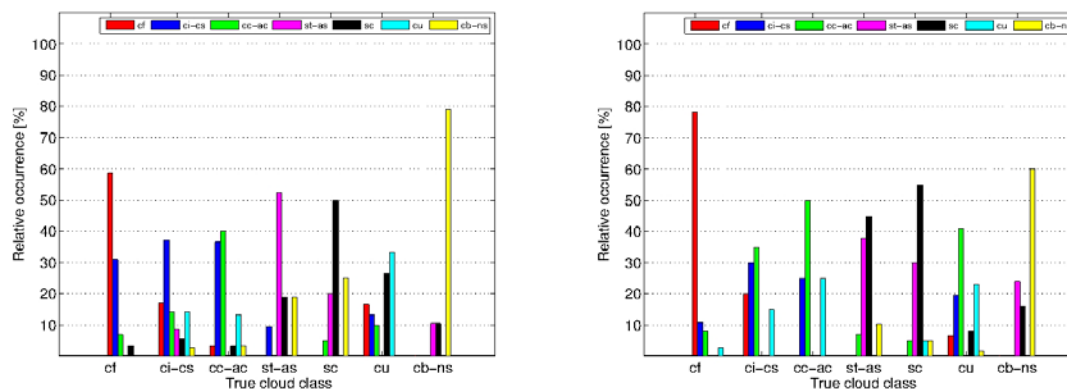 cf ci-cs cc-ac st-as sc cu cb-ns
100
90
80
70
60
50
40
30
20
10
Relative occurrence [%]
cf ci-cs cc-ac st-as sc cu cb-ns
True cloud class
cf ci-cs cc-ac st-as sc cu cb-ns
100
90
80
70
60
50
40
30
20
10
Relative occurrence [%]
cf ci-cs cc-ac st-as sc cu cb-ns
True cloud class